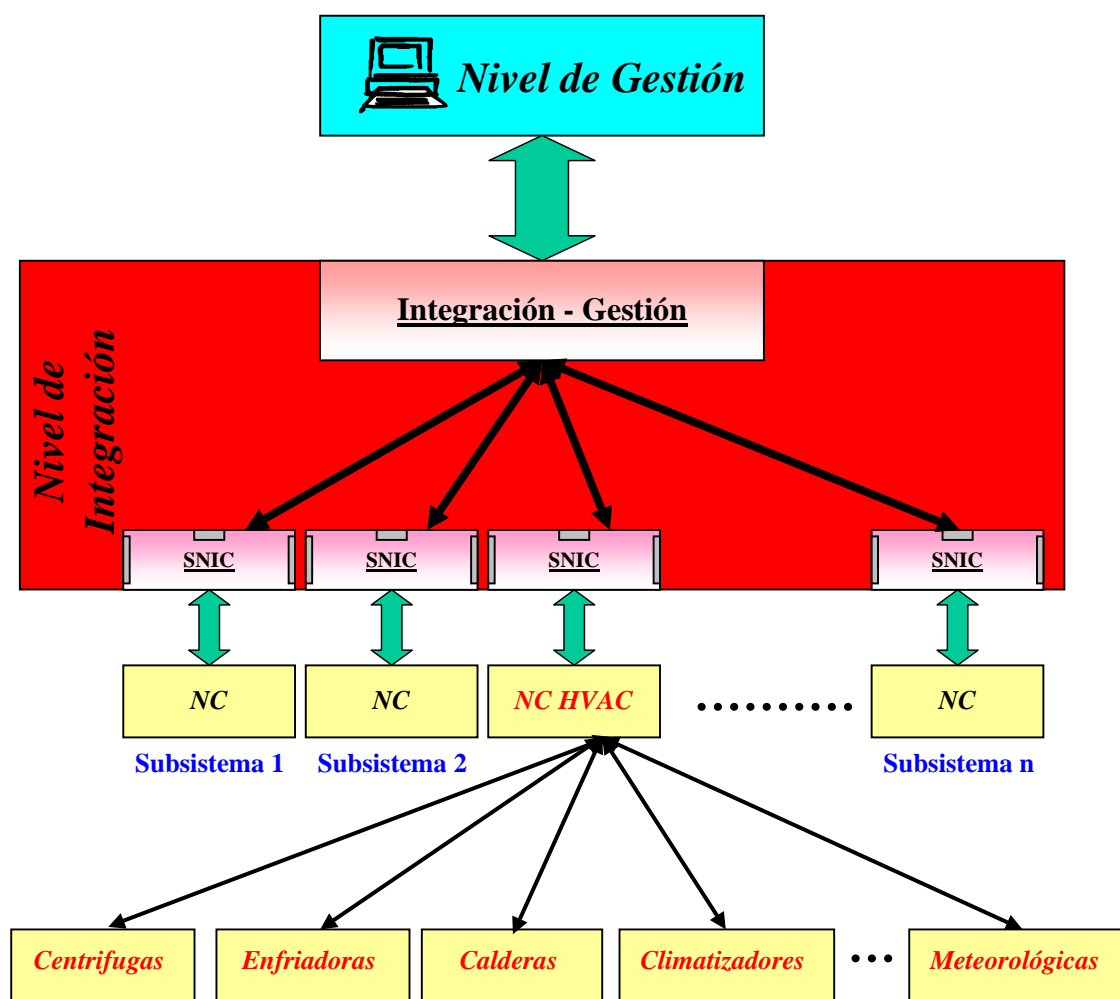 Nivel de Gestión
Integración - Gestión
Nivel de
Integración
SNIC
SNIC
SNIC
SNIC
NC
NC
NC HVAC
..........
NC
Subsistema 1
Subsistema 2
Subsistema n
Centrifugas
Enfriadoras
Calderas
Climatizadores
...
Meteorológicas